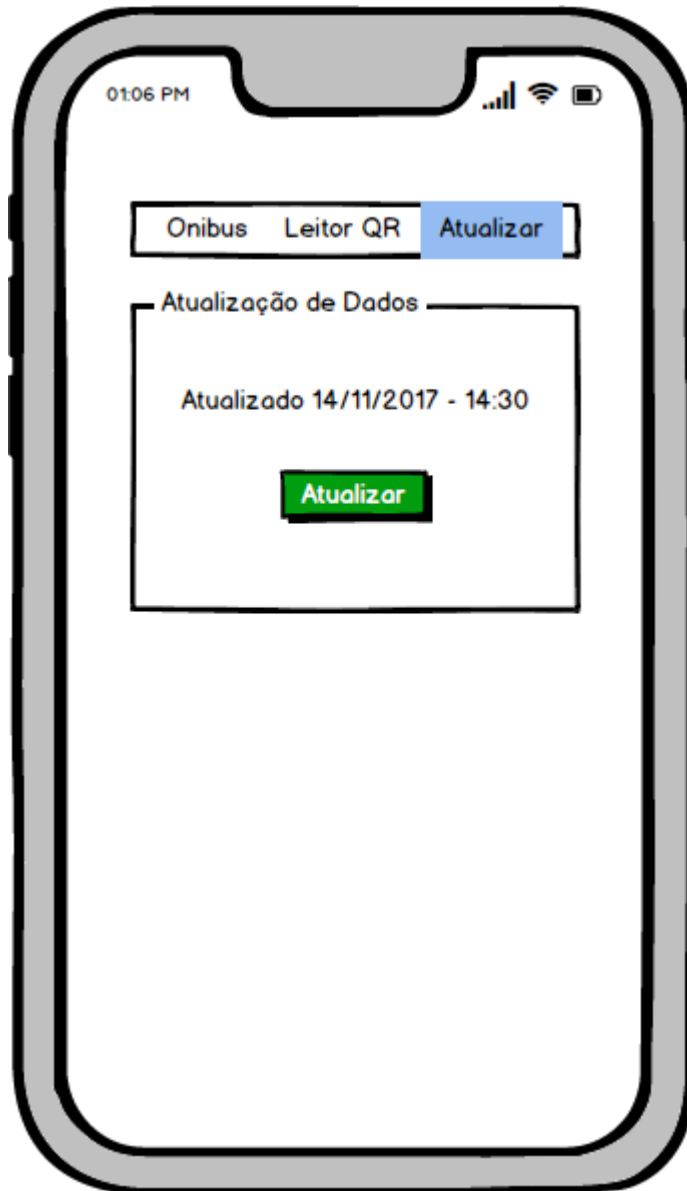 01:06 PM
Onibus Leitor QR Atualizar
Atualização de Dados
Atualizado 14/11/2017 - 14:30
Atualizar